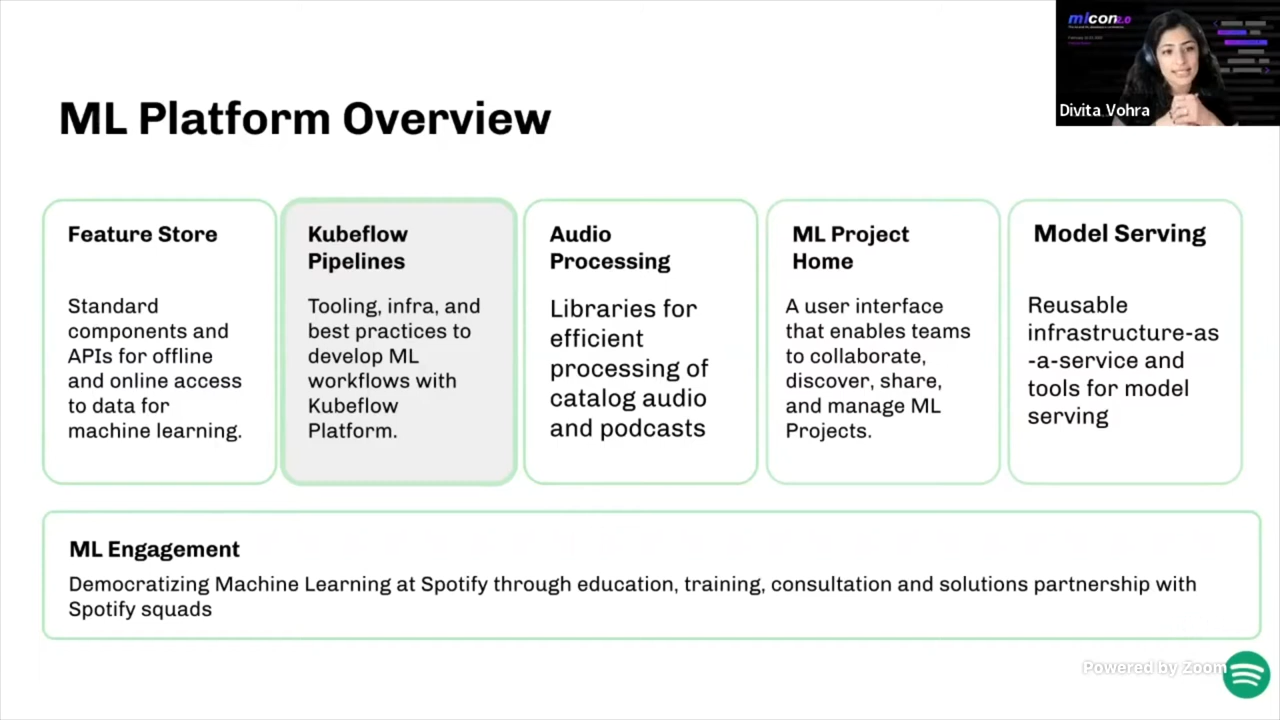 mlcon2.0
Divita Vohra
ML Platform Overview
Feature Store
Standard
components and
APIs for offline
and online access
to data for
machine learning.
Kubeflow
Pipelines
Tooling, infra, and
best practices to
develop ML
workflows with
Kubeflow
Platform.
Audio
Processing
Libraries for
efficient
processing of
catalog audio
and podcasts
ML Project
Home
A user interface
that enables teams
to collaborate,
discover, share,
and manage ML
Projects.
Model Serving
Reusable
infrastructure-as
-a-service and
tools for model
serving
ML Engagement
Democratizing Machine Learning at Spotify through education, training, consultation and solutions partnership with
Spotify squads
Powered by Zoom